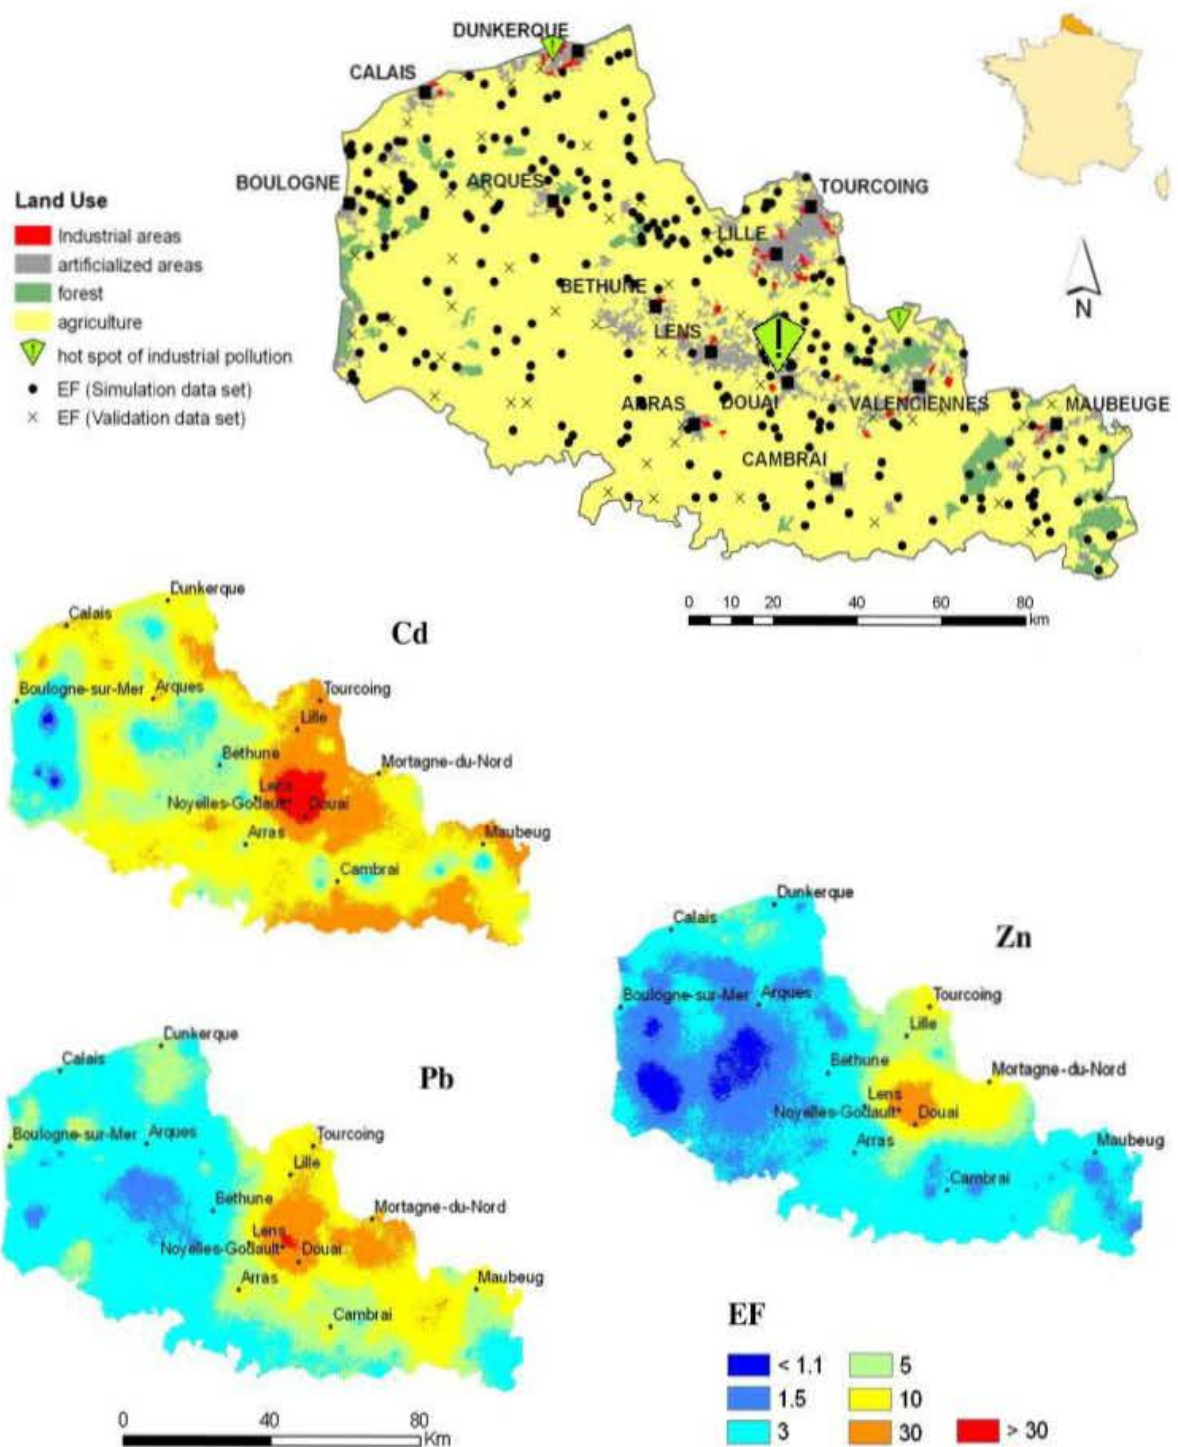 DUNKERQUE
CALAIS
BOULOGNE
ARQUES
TOURCOING
LILLE
BETHUNE
LENS
ARRAS
DOUAI
VALENCIENNES
MAUBEUGE
CAMBRAI
N
Land Use
Industrial areas
artificialized areas
forest
agriculture
! hot spot of industrial pollution
EF (Simulation data set)
EF (Validation data set)
0 10 20 40 60 80
km
Cd
Dunkerque
Calais
Boulogne-sur-Mer
Arques
Tourcoing
Lille
Bethune
Mortagne-du-Nord
Lens
Noyelles-Godault
Douai
Arras
Maubeug
Cambrai
Zn
Dunkerque
Calais
Boulogne-sur-Mer
Arques
Tourcoing
Lille
Bethune
Mortagne-du-Nord
Lens
Noyelles-Godault
Douai
Arras
Maubeug
Cambrai
Pb
Dunkerque
Calais
Boulogne-sur-Mer
Arques
Tourcoing
Lille
Bethune
Mortagne-du-Nord
Lens
Noyelles-Godault
Douai
Arras
Maubeug
Cambrai
0 40 80
Km
EF
< 1.1
1.5
3
5
10
30
> 30